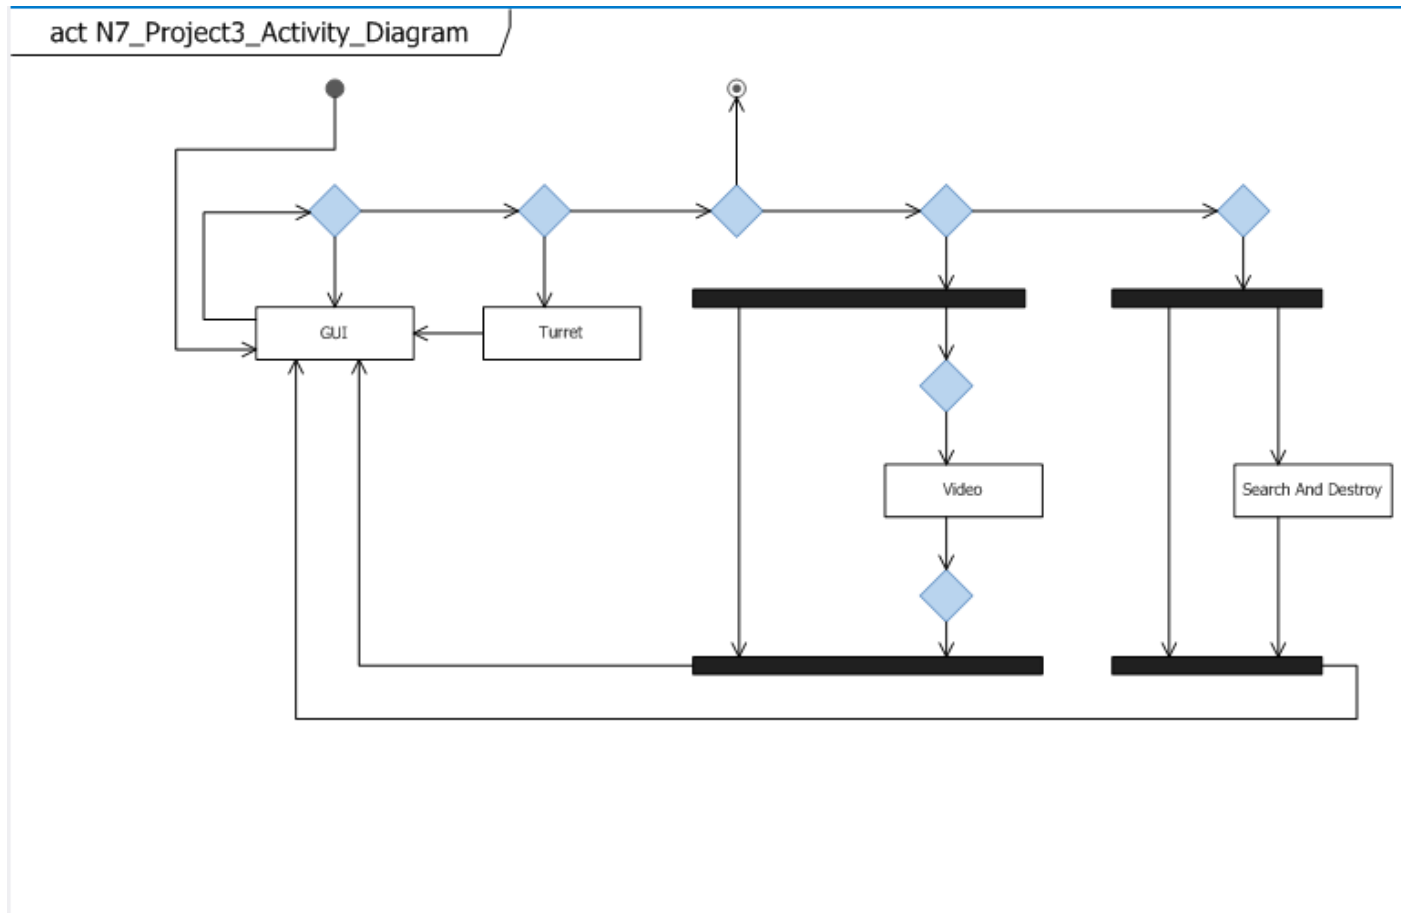 act N7_Project3_Activity_Diagram
GUI
Turret
Video
Search And Destroy